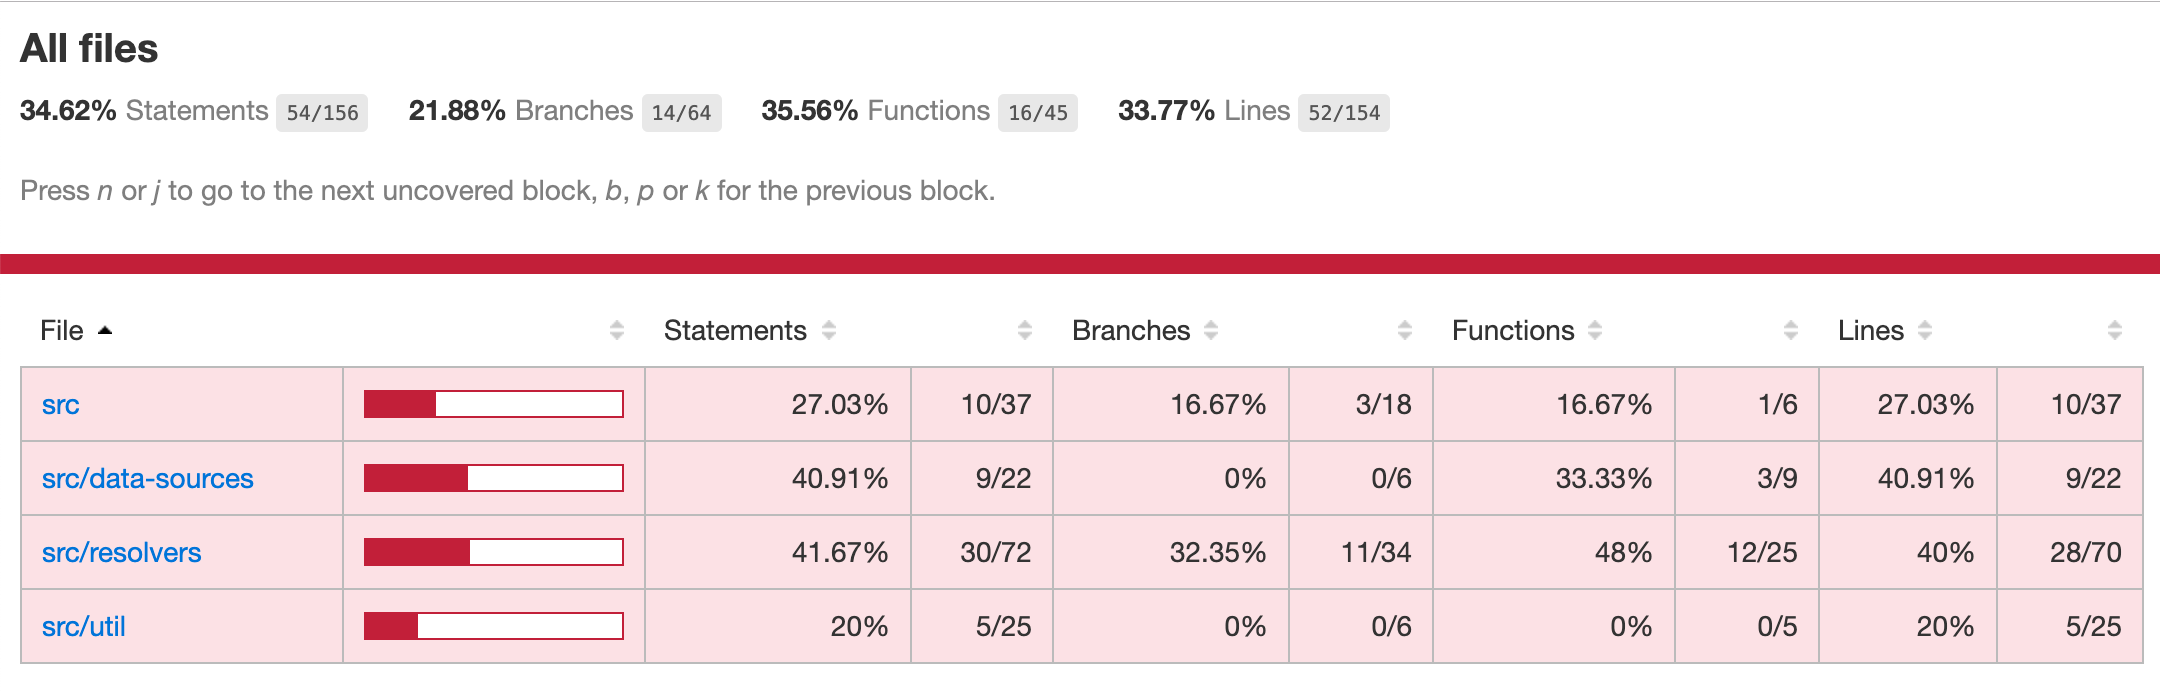 All files
34.62% Statements 54/156 21.88% Branches 14/64 35.56% Functions 16/45 33.77% Lines 52/154
Press n or j to go to the next uncovered block, b, p or k for the previous block.
File Statements Branches Functions Lines
src 27.03% 10/37 16.67% 3/18 16.67% 1/6 27.03% 10/37
src/data-sources 40.91% 9/22 0% 0/6 33.33% 3/9 40.91% 9/22
src/resolvers 41.67% 30/72 32.35% 11/34 48% 12/25 40% 28/70
src/util 20% 5/25 0% 0/6 0% 0/5 20% 5/25